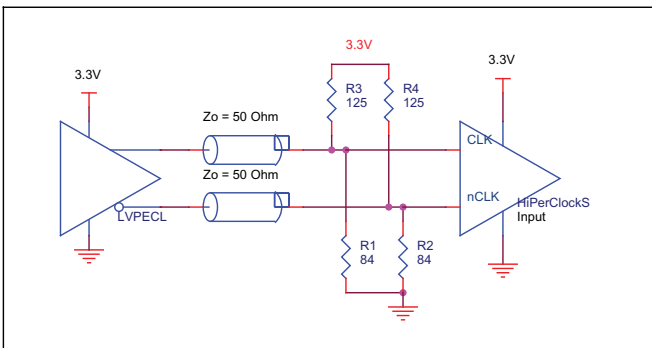 3.3V
3.3V
3.3V
R3
125
R4
125
Zo = 50 Ohm
CLK
Zo = 50 Ohm
nCLK
LVPECL
HiPerClockS
Input
R1
84
R2
84